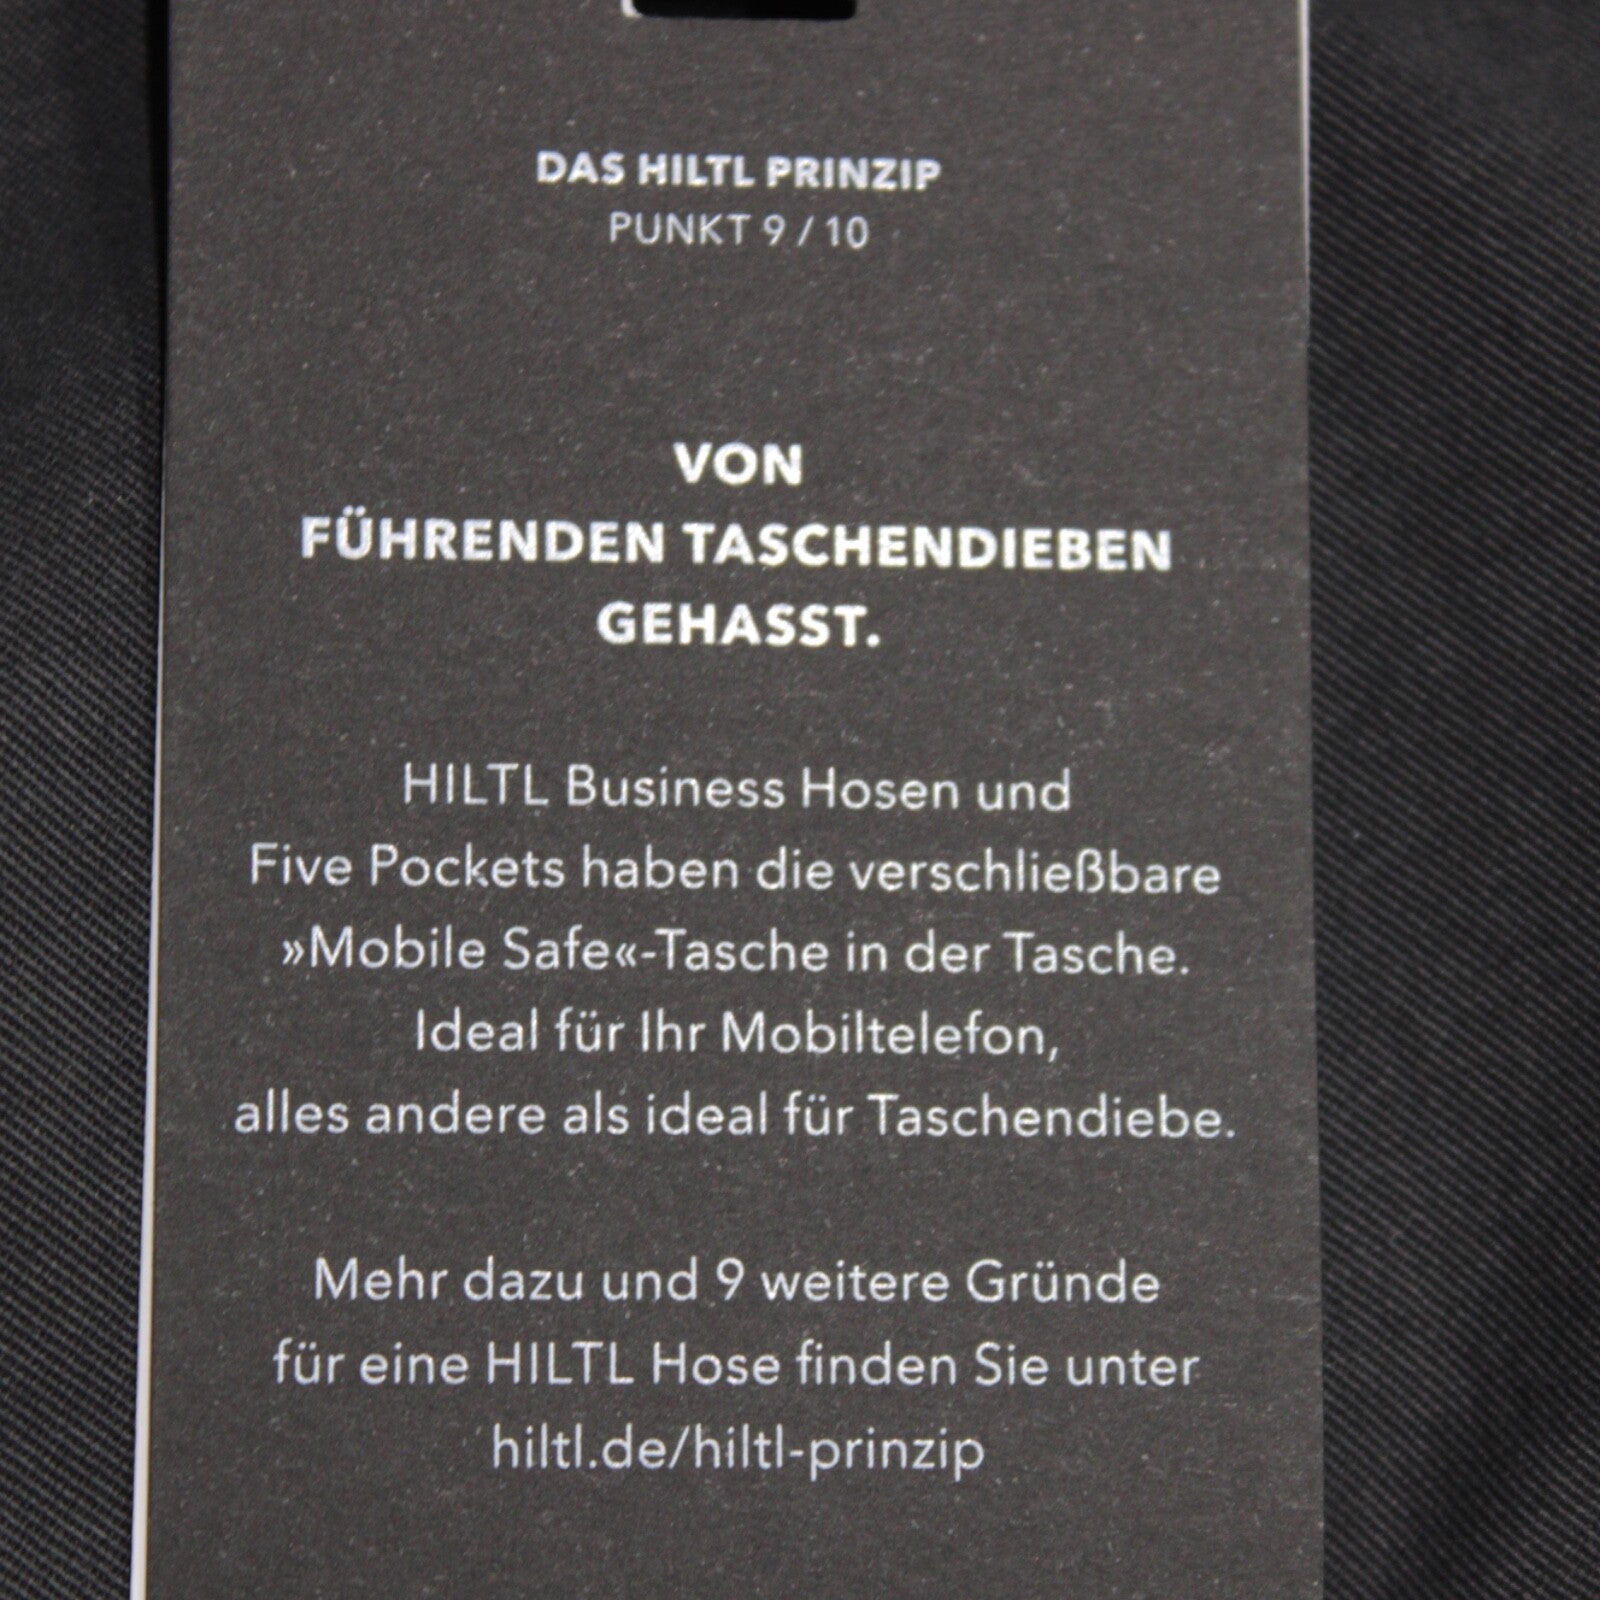 DAS HILTL PRINZIP
PUNKT 9 / 10
VON
FÜHRENDEN TASCHENDIEBEN
GEHASST.
HILTL Business Hosen und
Five Pockets haben die verschließbare
»Mobile Safe«-Tasche in der Tasche.
Ideal für Ihr Mobiltelefon,
alles andere als ideal für Taschendiebe.
Mehr dazu und 9 weitere Gründe
für eine HILTL Hose finden Sie unter
hiltl.de/hiltl-prinzip